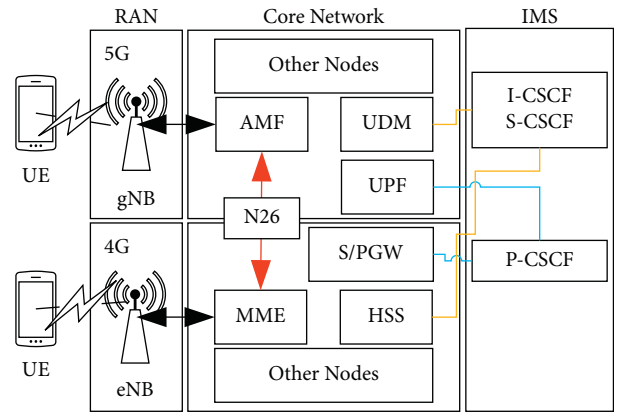 RAN
Core Network
IMS
5G
Other Nodes
I-CSCF
S-CSCF
AMF
UDM
UE
UPF
gNB
N26
4G
S/PGW
P-CSCF
MME
HSS
UE
eNB
Other Nodes